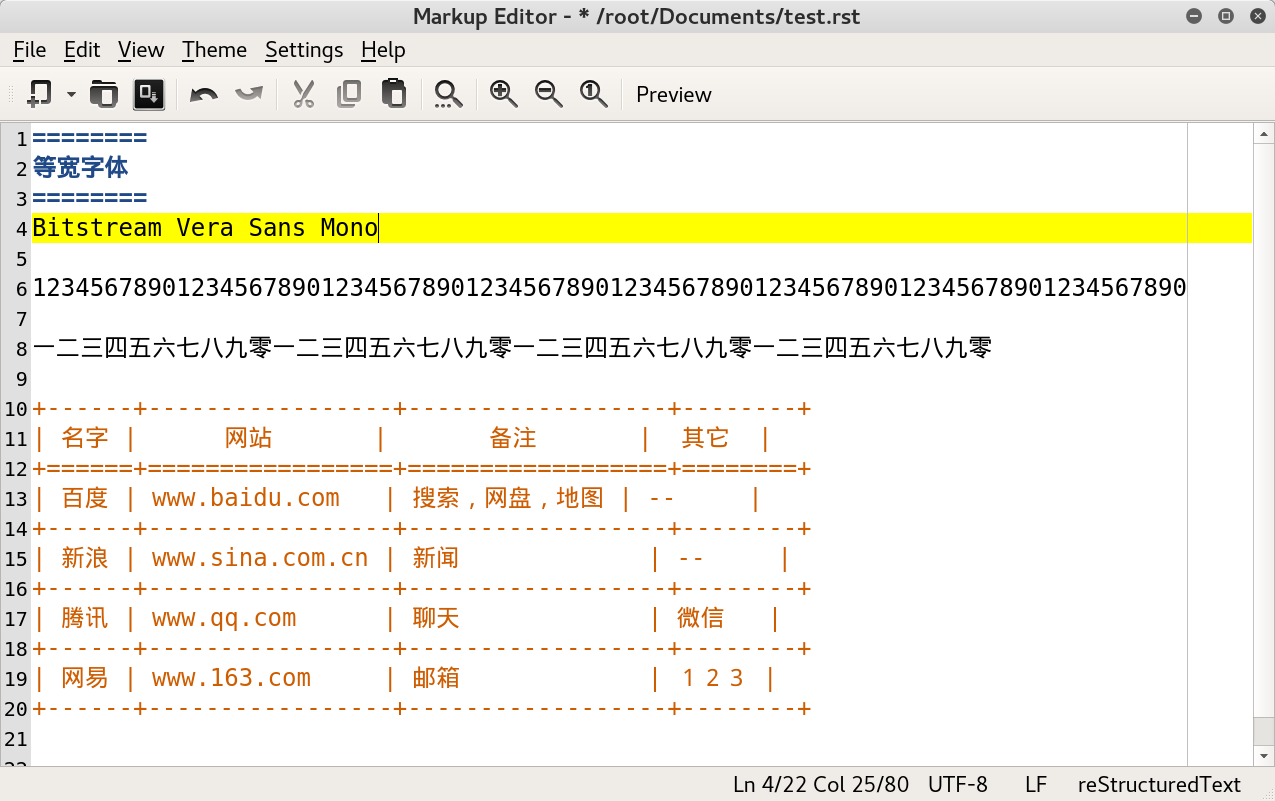 Markup Editor - * /root/Documents/test.rst
File Edit View Theme Settings Help
Preview
1 ========
2 等宽字体
3 ========
4 Bitstream Vera Sans Mono
5
6 12345678901234567890123456789012345678901234567890123456789012345678901234567890
7
8 一二三四五六七八九零一二三四五六七八九零一二三四五六七八九零一二三四五六七八九零
9
10 +------+-----------------+------------------+--------+
11 | 名字 |      网站       |       备注       |  其它  |
12 +======+=================+==================+========+
13 | 百度 | www.baidu.com   | 搜索，网盘，地图 | --     |
14 +------+-----------------+------------------+--------+
15 | 新浪 | www.sina.com.cn | 新闻             | --     |
16 +------+-----------------+------------------+--------+
17 | 腾讯 | www.qq.com      | 聊天             | 微信   |
18 +------+-----------------+------------------+--------+
19 | 网易 | www.163.com     | 邮箱             | １２３ |
20 +------+-----------------+------------------+--------+
21
Ln 4/22 Col 25/80 UTF-8 LF reStructuredText